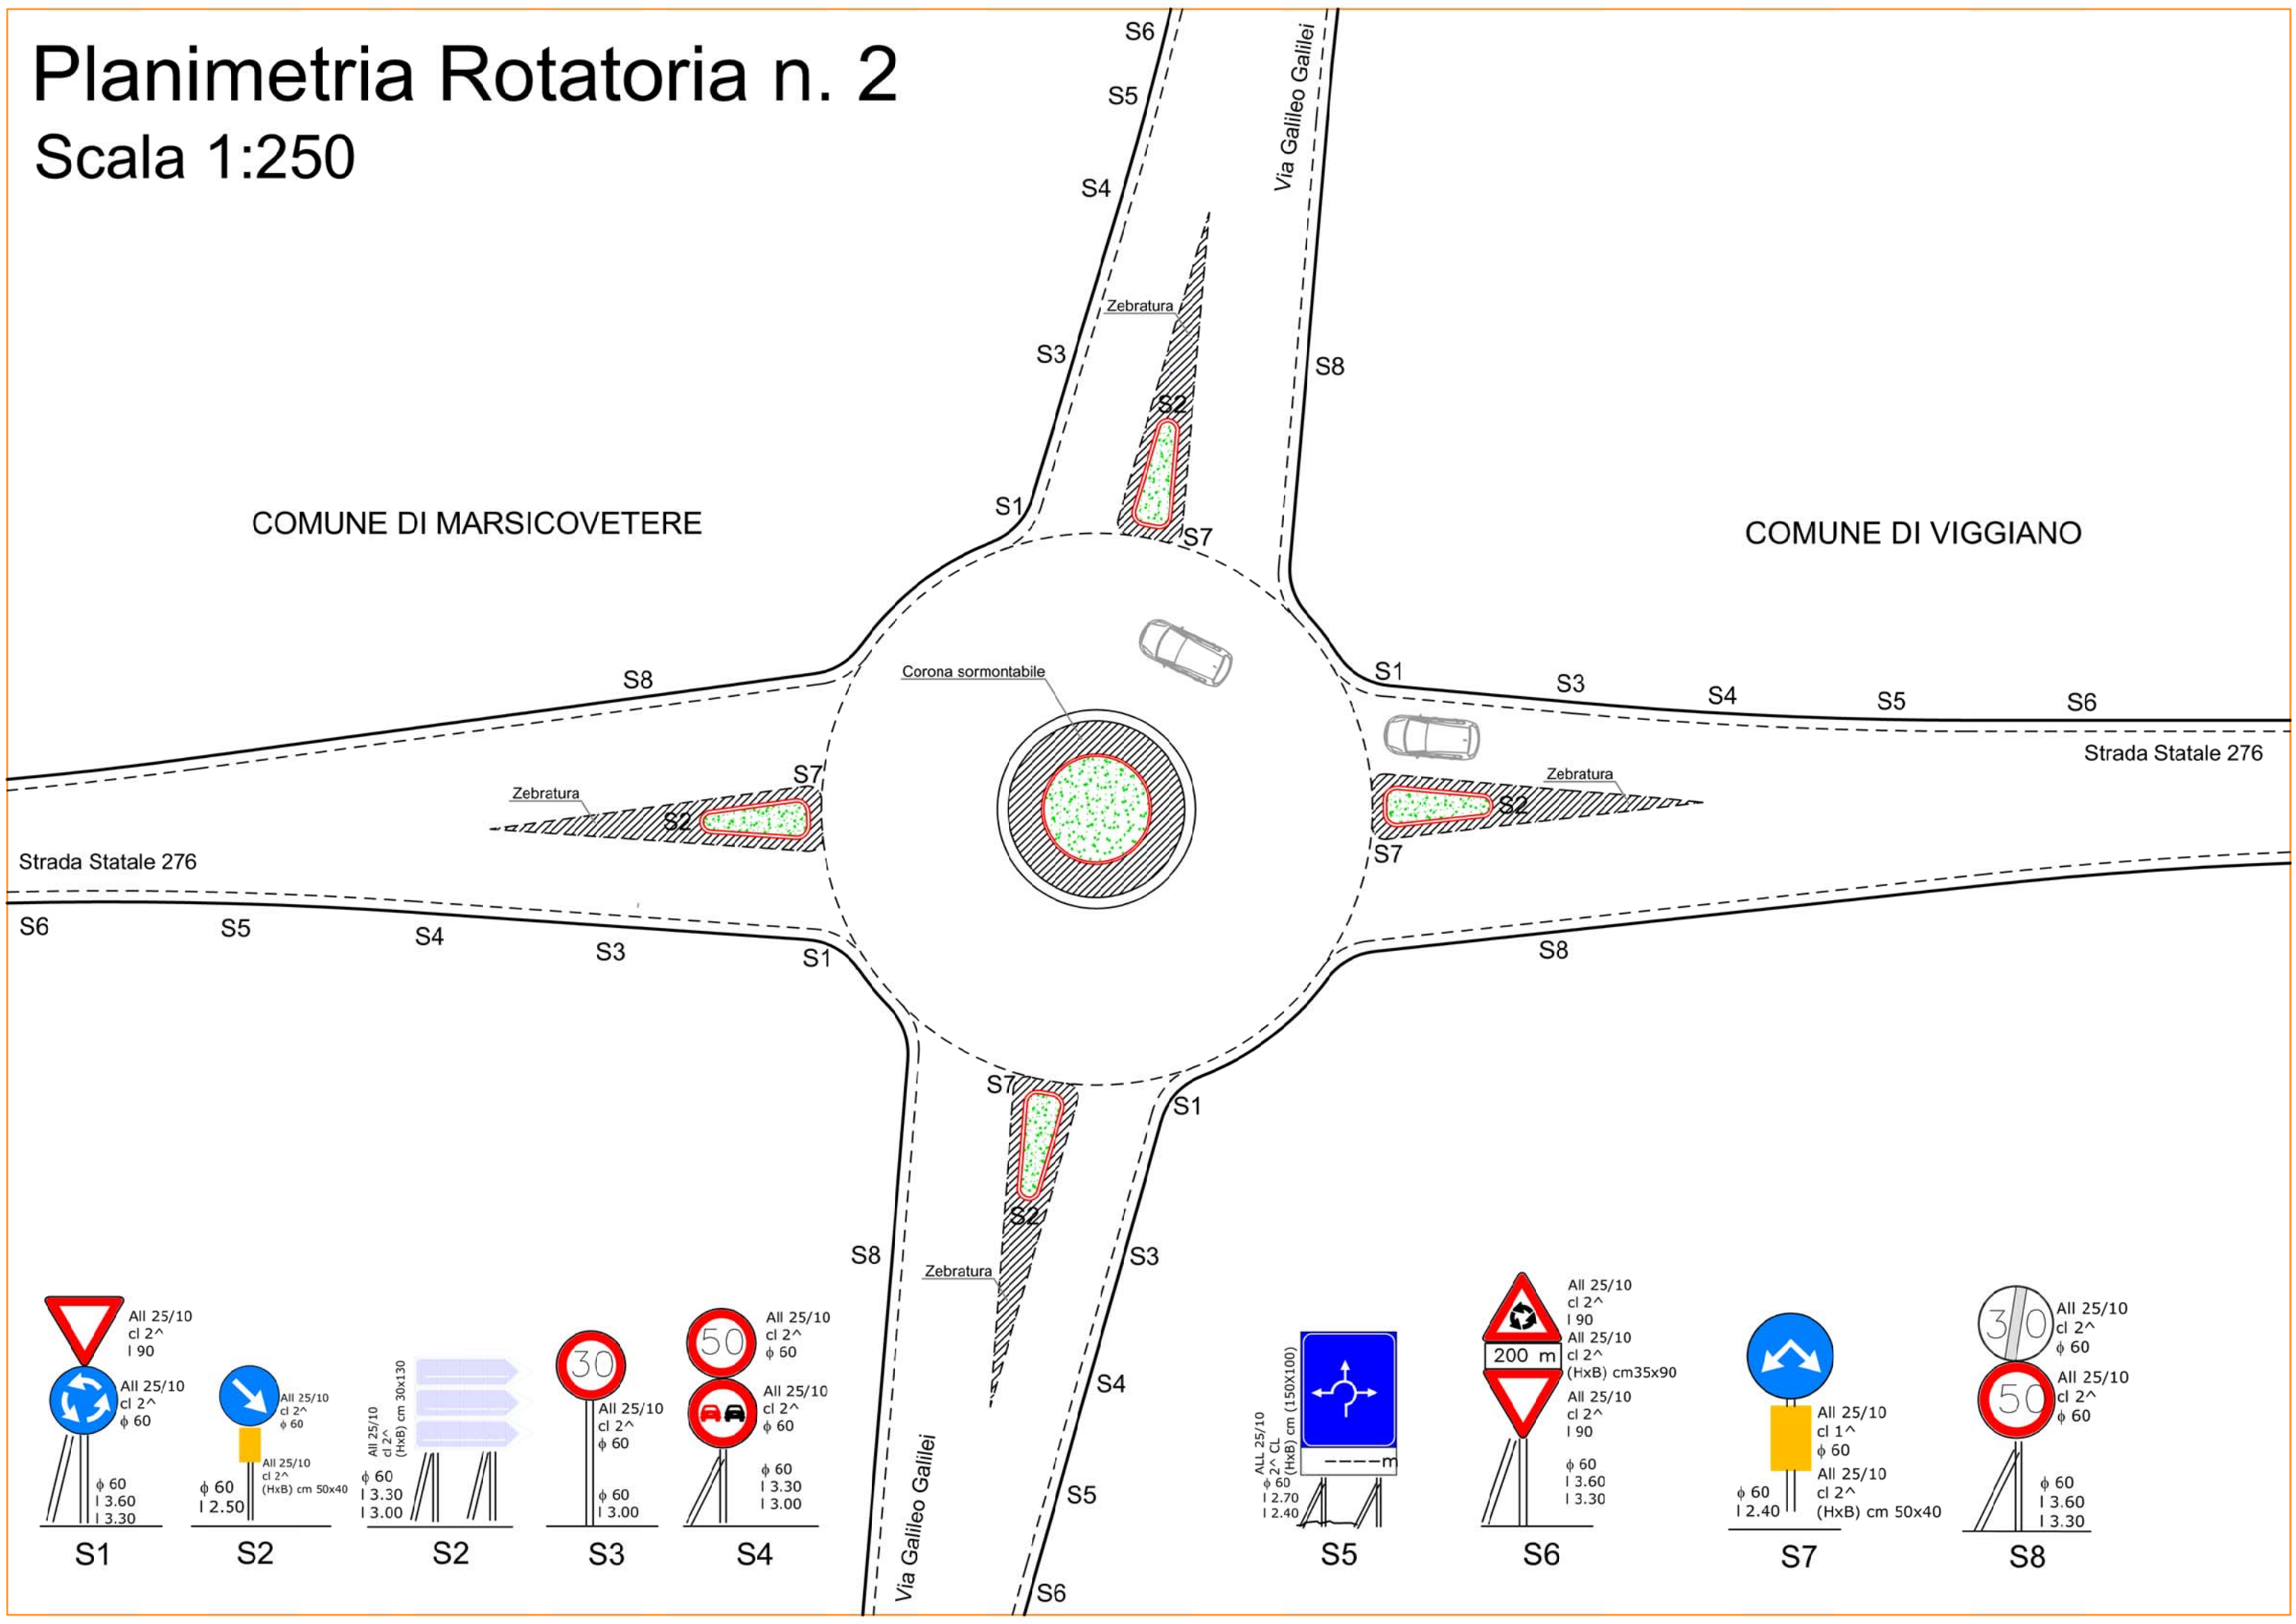 Planimetria Rotatoria n. 2
Scala 1:250
S6
S5
S4
S3
S1
Via Galileo Galilei
Zebratura
S2
S7
S8
COMUNE DI MARSICOVETERE
COMUNE DI VIGGIANO
Corona sormontabile
S8
S7
Zebratura
S2
Strada Statale 276
S6
S5
S4
S3
S1
S1
S3
S4
S5
S6
Strada Statale 276
Zebratura
S2
S7
S8
S7
S1
S2
S8
Zebratura
S3
S4
S5
S6
Via Galileo Galilei
All 25/10
cl 2^
l 90
All 25/10
cl 2^
ϕ 60
ϕ 60
l 3.60
l 3.30
S1
All 25/10
cl 2^
ϕ 60
All 25/10
cl 2^
(HxB) cm 50x40
ϕ 60
l 2.50
S2
All 25/10
cl 2^
(HxB) cm 30x130
ϕ 60
l 3.30
l 3.00
S2
30
All 25/10
cl 2^
ϕ 60
ϕ 60
l 3.00
S3
50
All 25/10
cl 2^
ϕ 60
All 25/10
cl 2^
ϕ 60
ϕ 60
l 3.30
l 3.00
S4
ALL 25/10
2^ CL
(HxB) cm (150X100)
----m
ϕ 60
l 2.70
l 2.40
S5
All 25/10
cl 2^
l 90
200 m
All 25/10
cl 2^
(HxB) cm35x90
All 25/10
cl 2^
l 90
ϕ 60
l 3.60
l 3.30
S6
All 25/10
cl 1^
ϕ 60
All 25/10
cl 2^
(HxB) cm 50x40
ϕ 60
l 2.40
S7
30
All 25/10
cl 2^
ϕ 60
50
All 25/10
cl 2^
ϕ 60
ϕ 60
l 3.60
l 3.30
S8